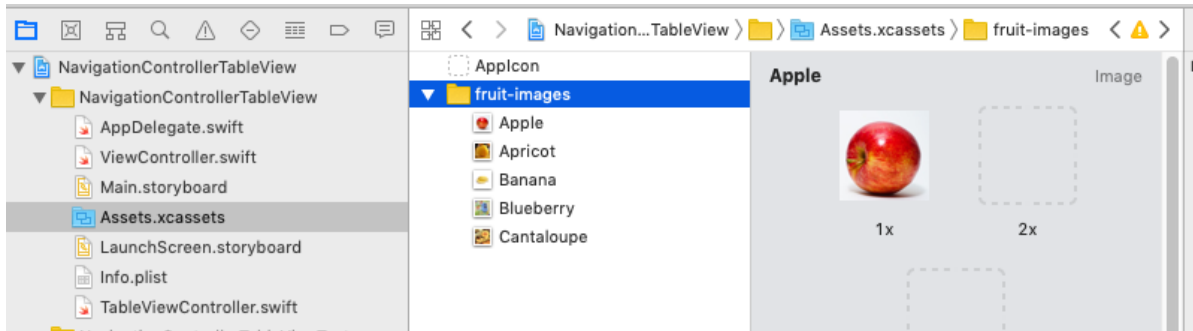 Navigation...TableView
Assets.xcassets
fruit-images
NavigationControllerTableView
NavigationControllerTableView
AppDelegate.swift
ViewController.swift
Main.storyboard
Assets.xcassets
LaunchScreen.storyboard
Info.plist
TableViewController.swift
AppIcon
fruit-images
Apple
Apricot
Banana
Blueberry
Cantaloupe
Apple
Image
1x
2x